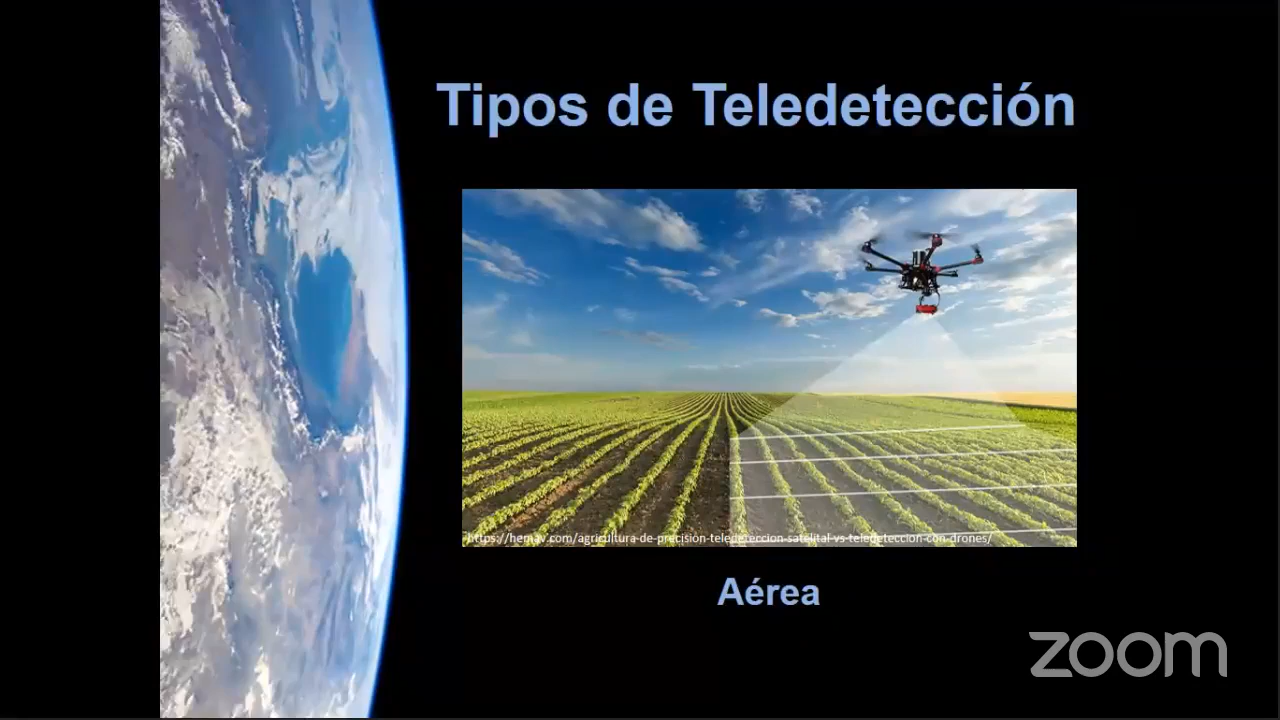 Tipos de Teledetección
https://hemav.com/agricultura-de-precision-teledeteccion-satelital-vs-teledeteccion-con-drones/
Aérea
zoom